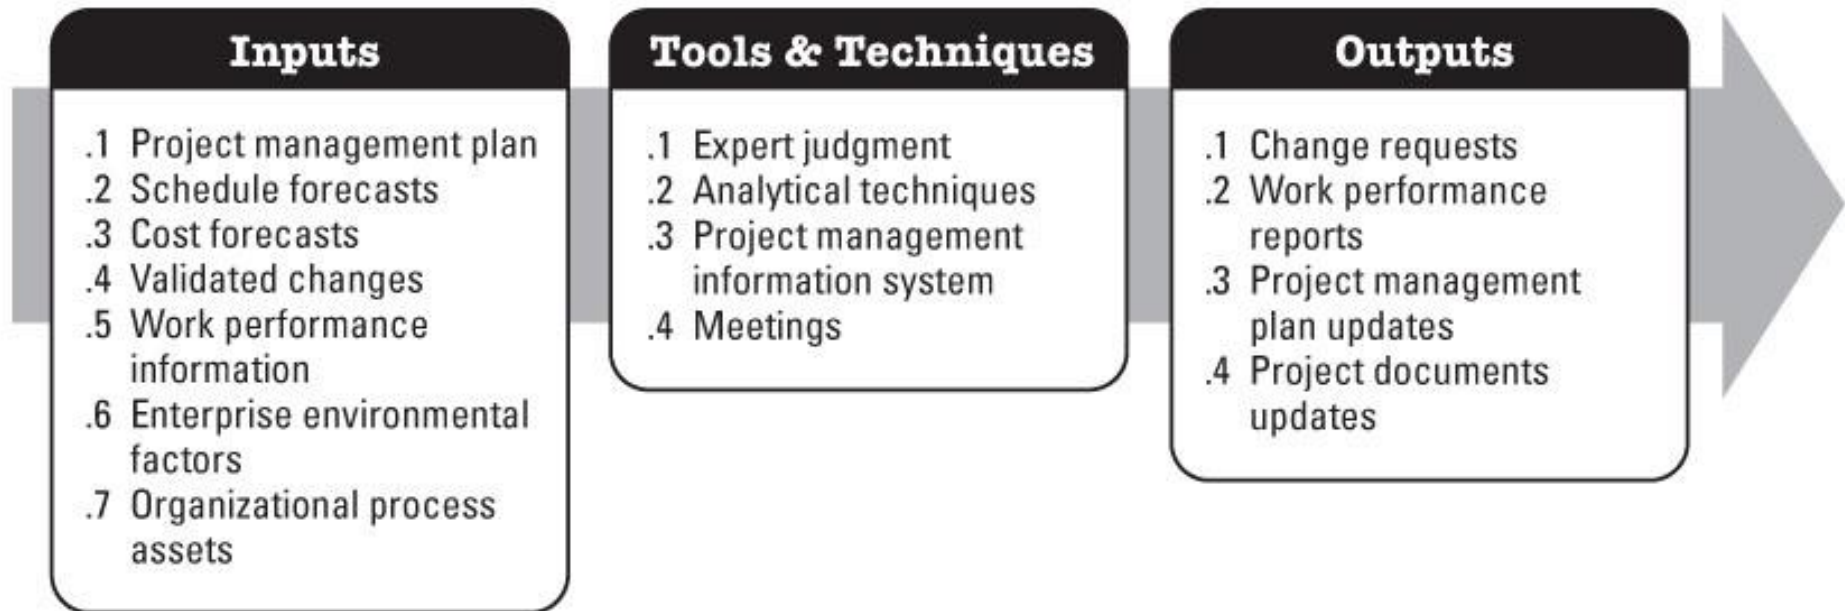 Inputs
.1 Project management plan
.2 Schedule forecasts
.3 Cost forecasts
.4 Validated changes
.5 Work performance
information
.6 Enterprise environmental
factors
.7 Organizational process
assets
Tools & Techniques
.1 Expert judgment
.2 Analytical techniques
.3 Project management
information system
.4 Meetings
Outputs
.1 Change requests
.2 Work performance
reports
.3 Project management
plan updates
.4 Project documents
updates